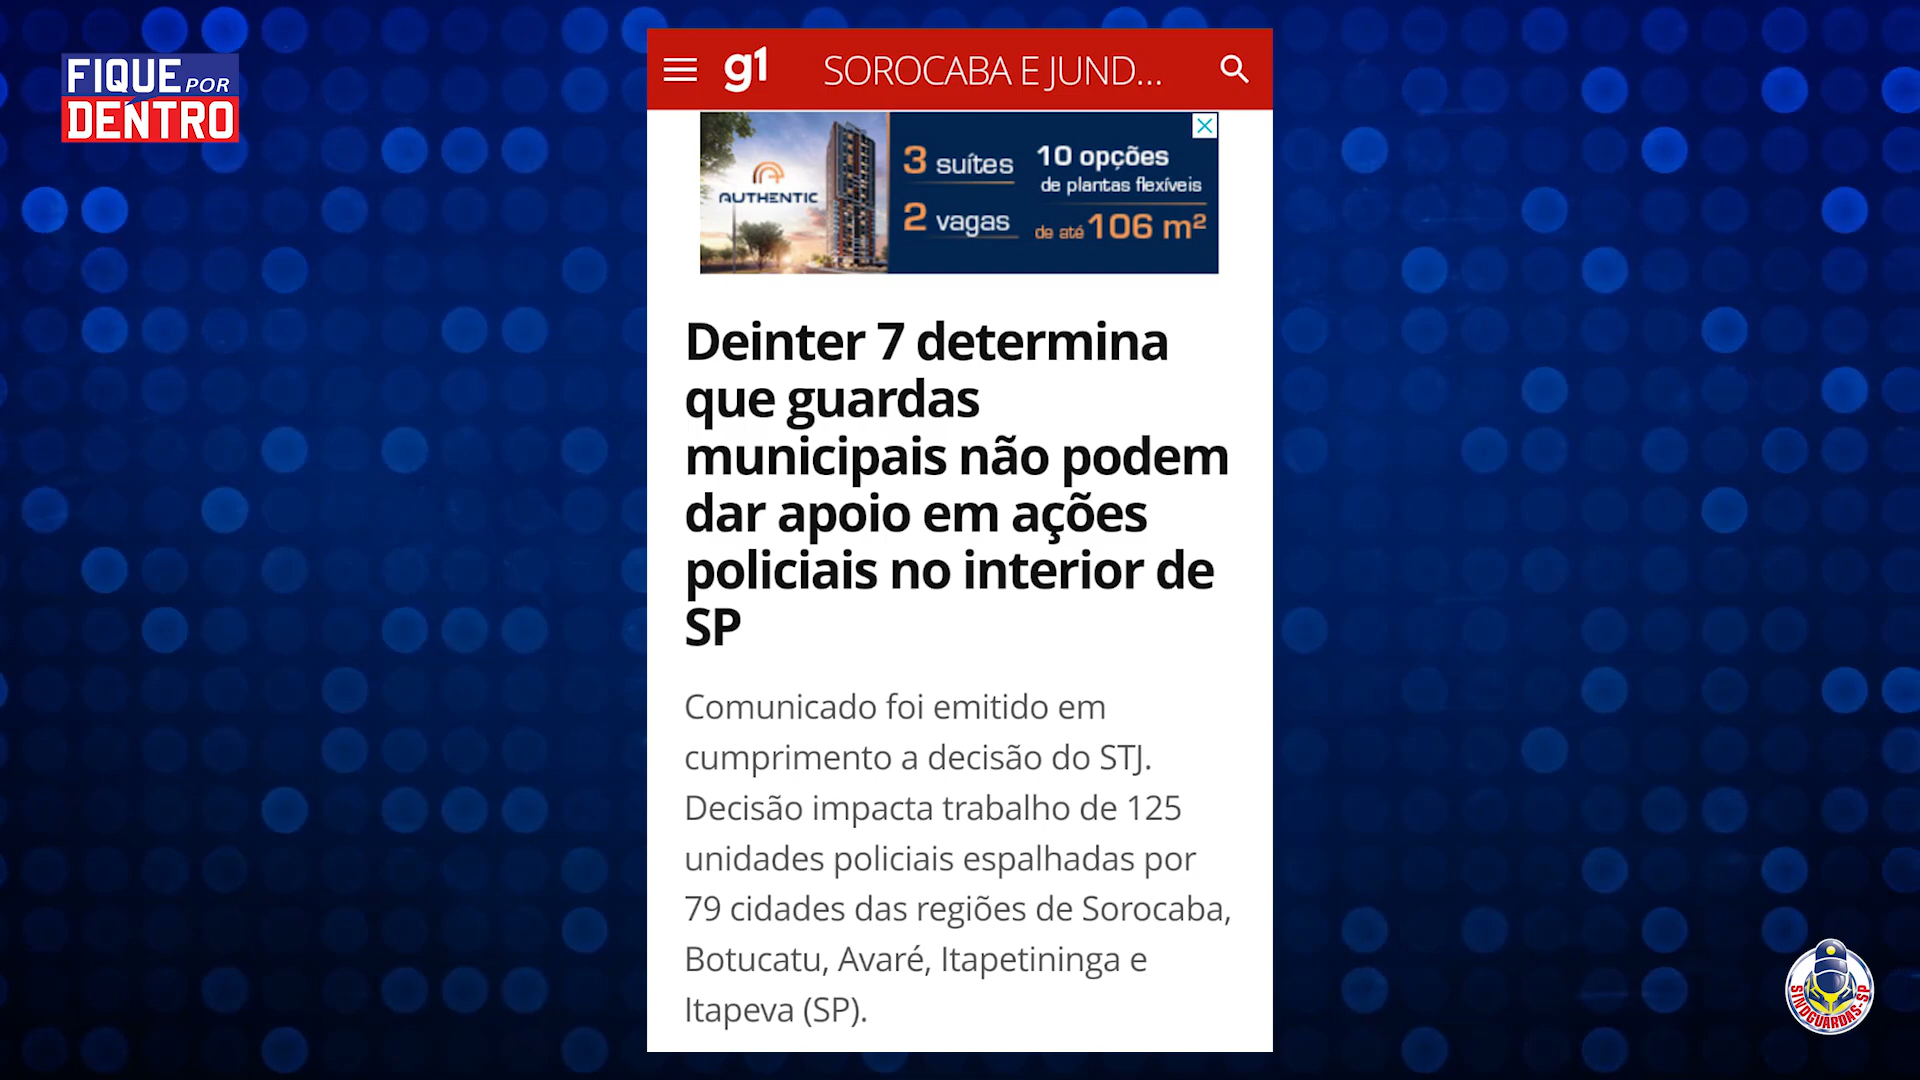 FIQUE POR
DENTRO
g1
SOROCABA E JUND...
AUTHENTIC
3 suítes
2 vagas
10 opções
de plantas flexíveis
de até 106 m²
Deinter 7 determina
que guardas
municipais não podem
dar apoio em ações
policiais no interior de
SP
Comunicado foi emitido em
cumprimento a decisão do STJ.
Decisão impacta trabalho de 125
unidades policiais espalhadas por
79 cidades das regiões de Sorocaba,
Botucatu, Avaré, Itapetininga e
Itapeva (SP).
SINDGUARDAS-SP